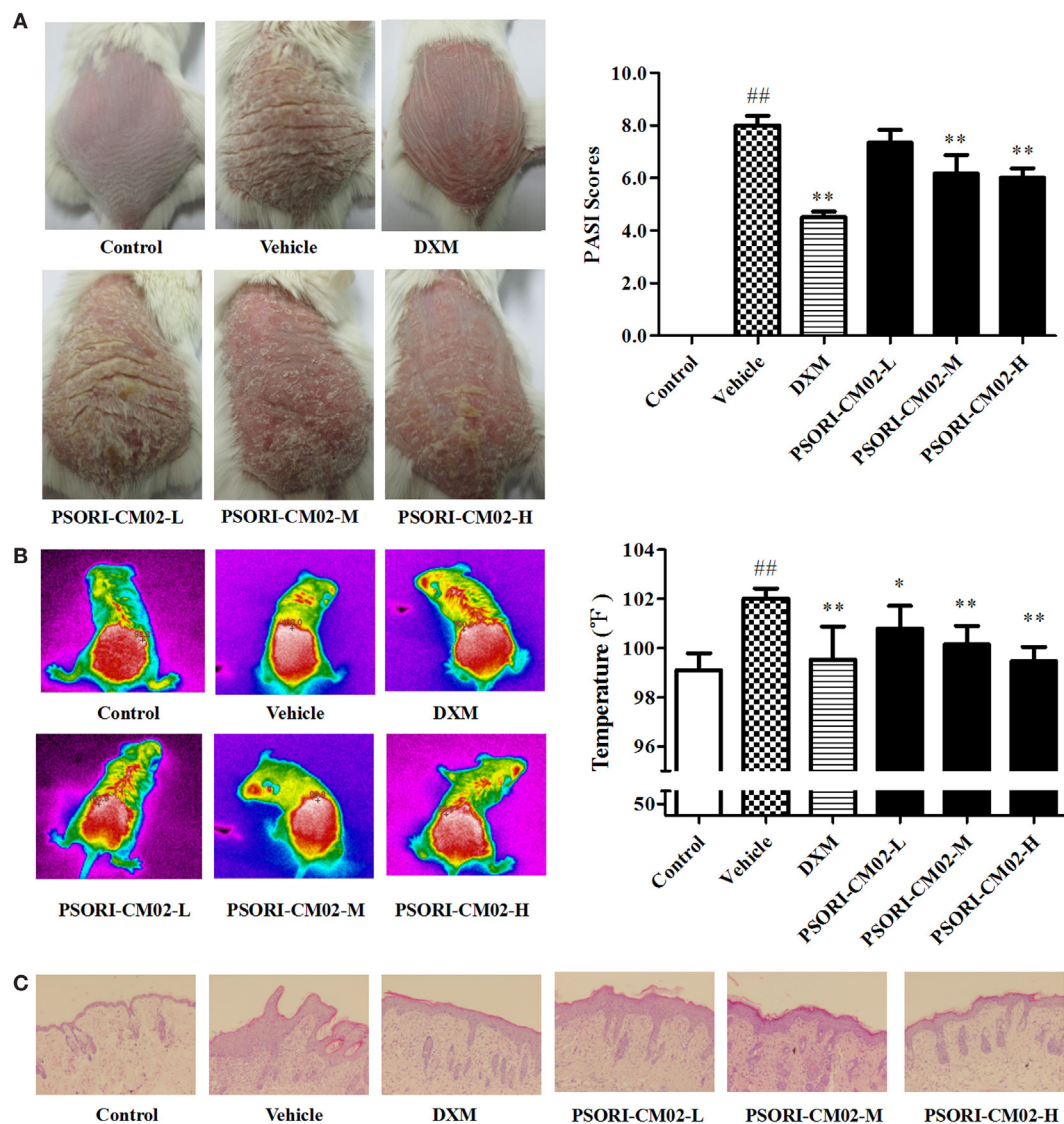 A
Control
Vehicle
DXM
PSORI-CM02-L
PSORI-CM02-M
PSORI-CM02-H
PASI Scores
10.0
8.0
6.0
4.0
2.0
0.0
##
**
**
**
Control
Vehicle
DXM
PSORI-CM02-L
PSORI-CM02-M
PSORI-CM02-H
B
Control
Vehicle
DXM
PSORI-CM02-L
PSORI-CM02-M
PSORI-CM02-H
Temperature (°F )
104
102
100
98
96
50
##
**
*
**
**
Control
Vehicle
DXM
PSORI-CM02-L
PSORI-CM02-M
PSORI-CM02-H
C
Control
Vehicle
DXM
PSORI-CM02-L
PSORI-CM02-M
PSORI-CM02-H